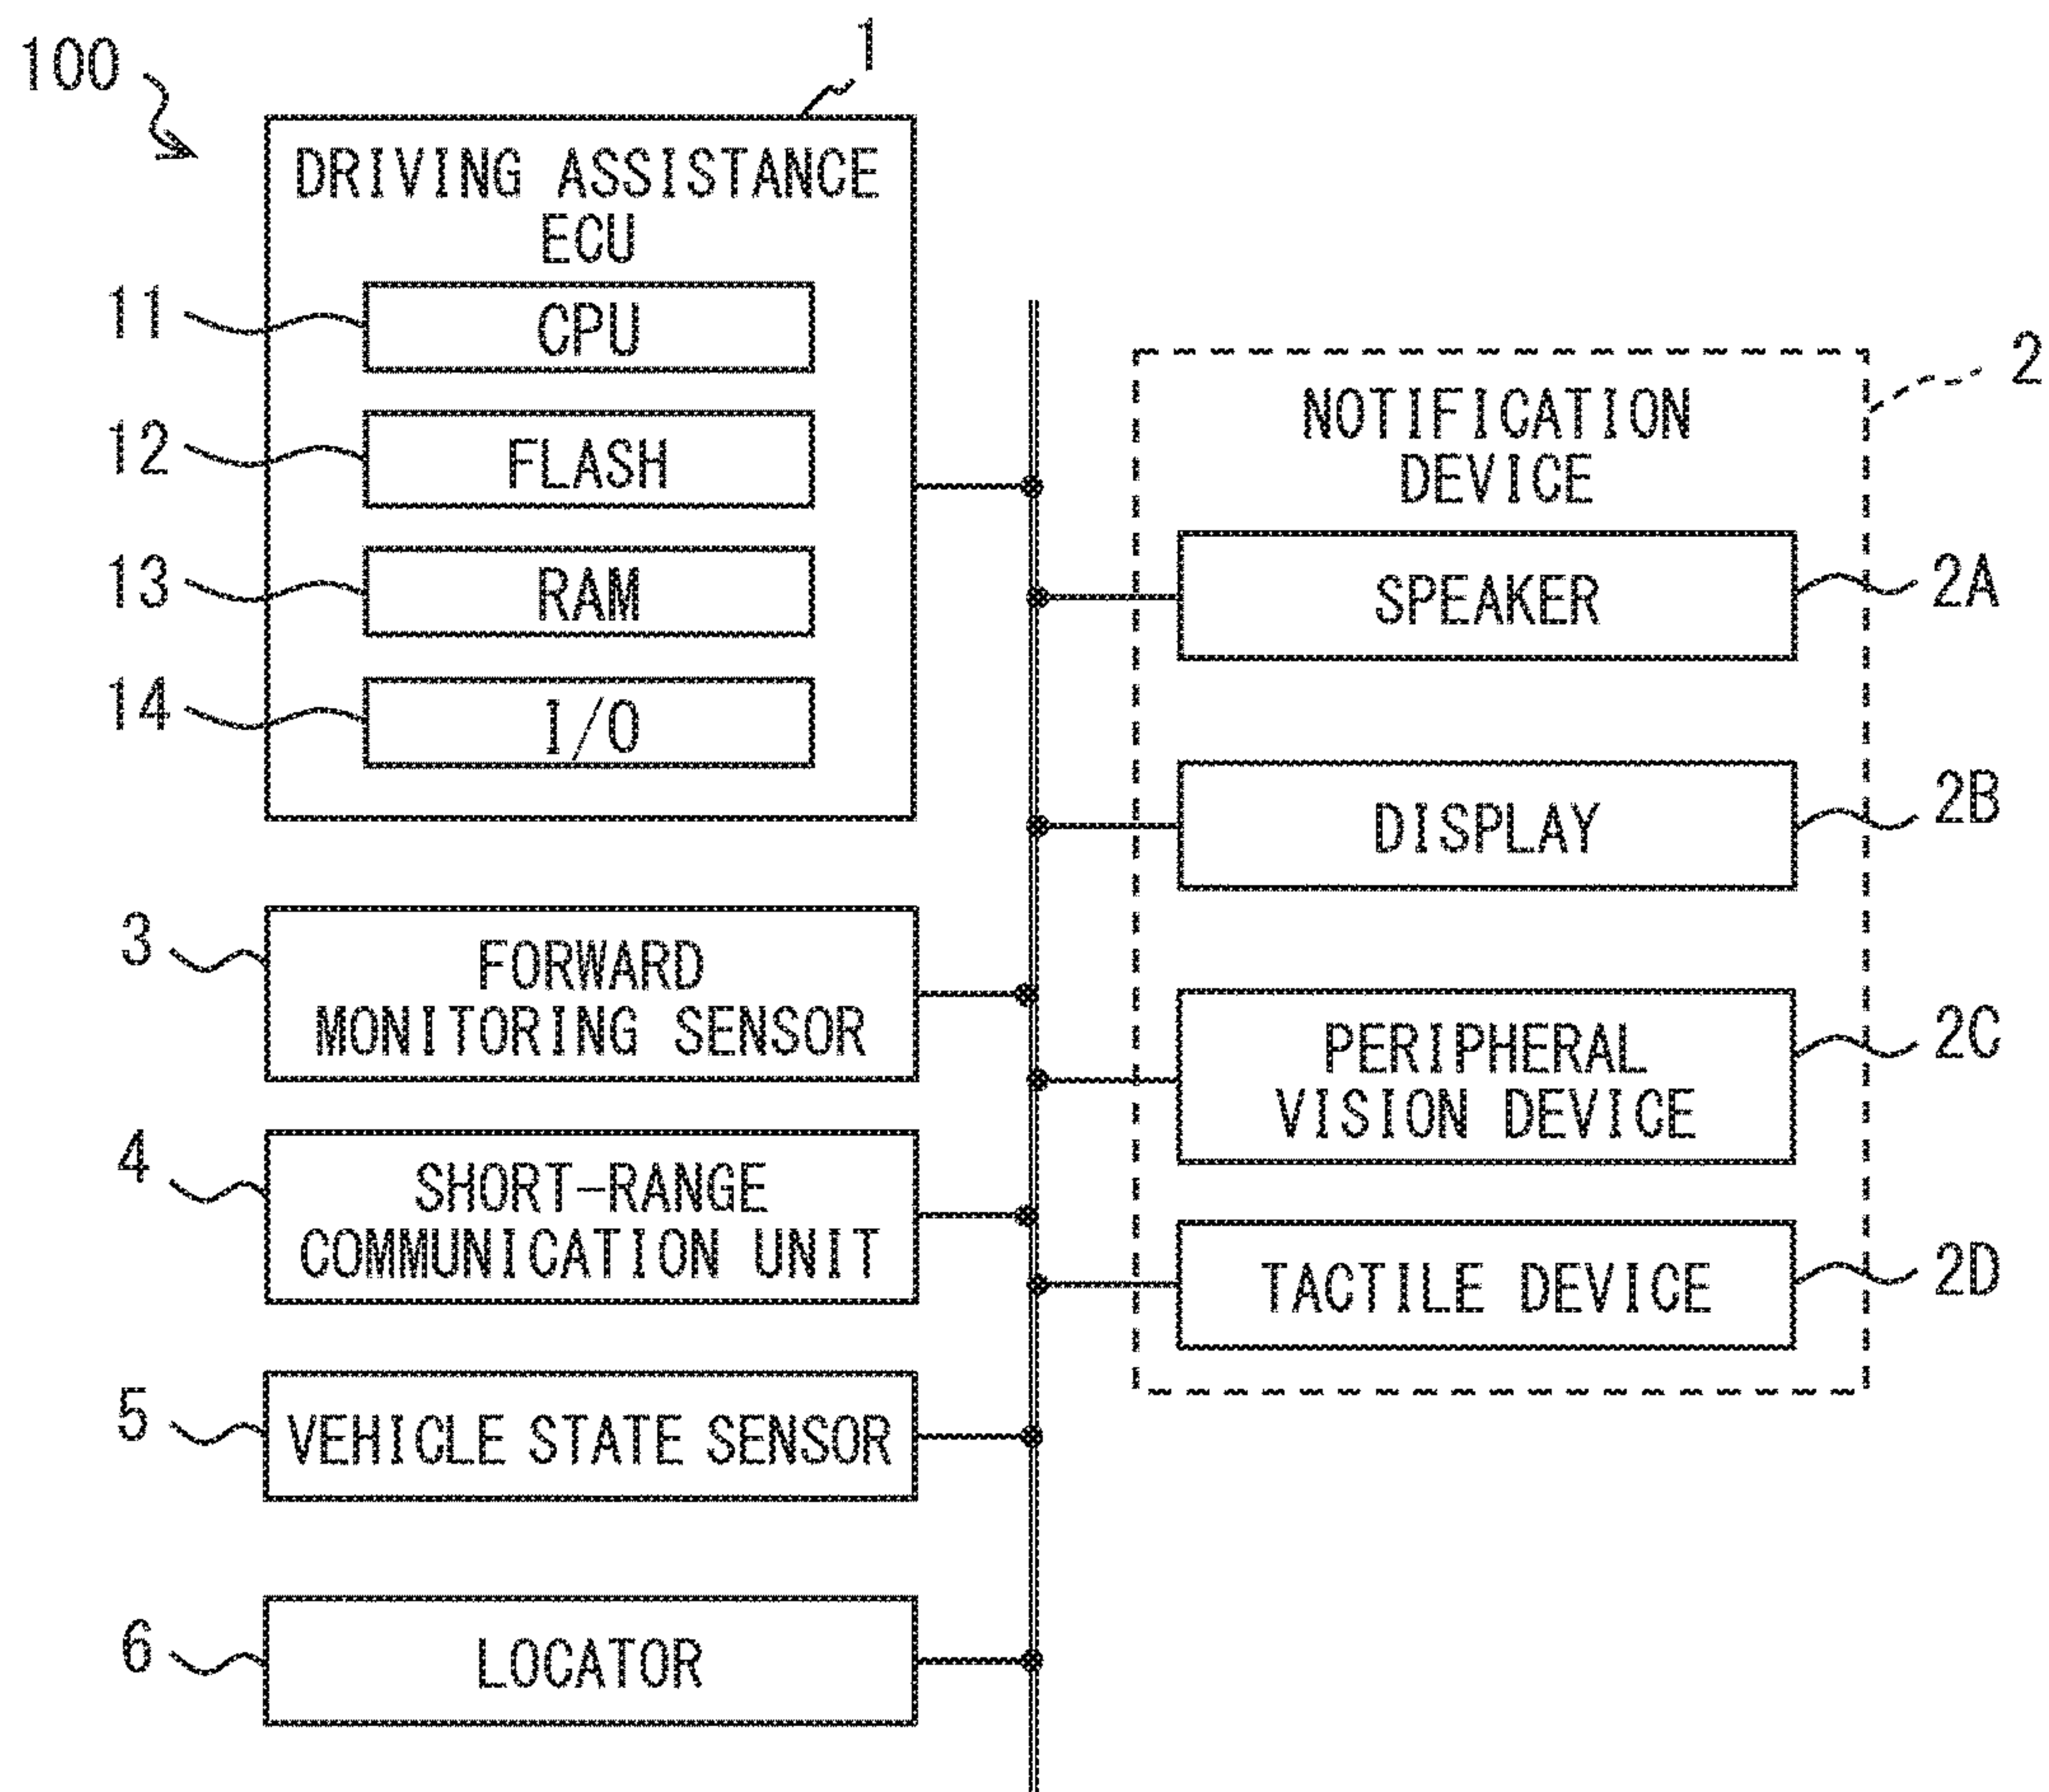 100
1
DRIVING ASSISTANCE
ECU
11
CPU
12
FLASH
13
RAM
14
I/O
2
NOTIFICATION
DEVICE
SPEAKER
2A
DISPLAY
2B
PERIPHERAL
VISION DEVICE
2C
TACTILE DEVICE
2D
3
FORWARD
MONITORING SENSOR
4
SHORT-RANGE
COMMUNICATION UNIT
5
VEHICLE STATE SENSOR
6
LOCATOR